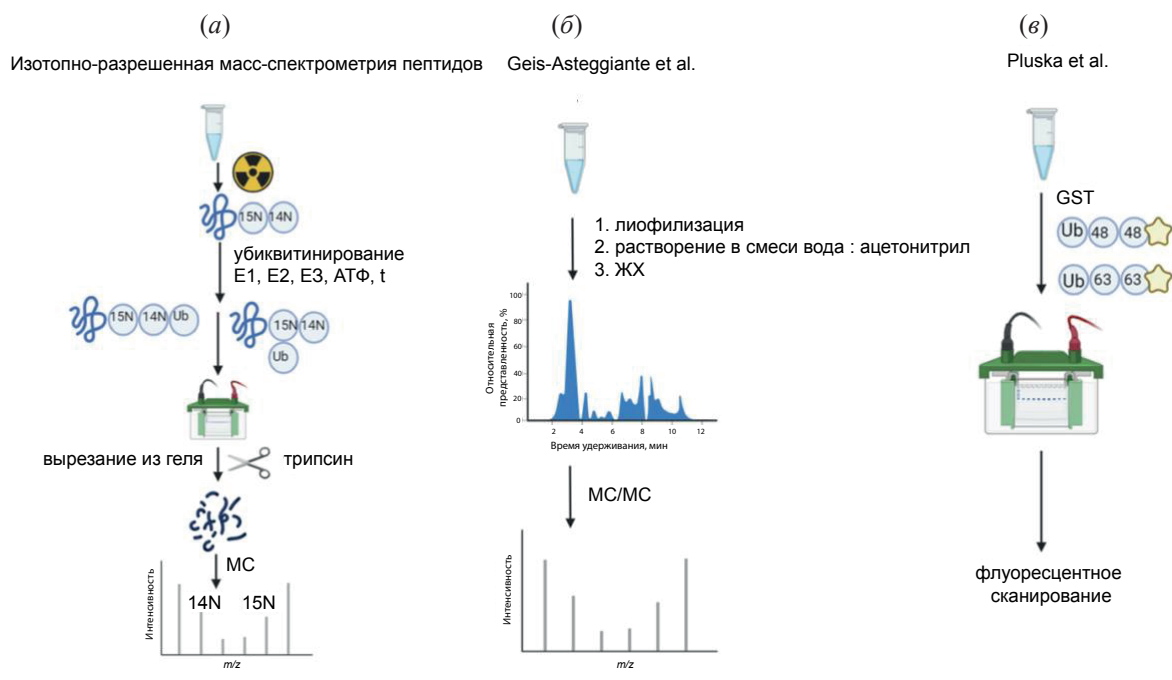 (а)
Изотопно-разрешенная масс-спектрометрия пептидов
15N 14N
убиквитинирование
E1, E2, E3, АТФ, t
15N 14N Ub
15N 14N
Ub
вырезание из геля
трипсин
МС
Интенсивность
14N 15N
m/z
(б)
Geis-Asteggiante et al.
1. лиофилизация
2. растворение в смеси вода : ацетонитрил
3. ЖХ
Относительная
представленность, %
100
80
60
40
20
0
2 4 6 8 10 12
Время удерживания, мин
МС/МС
Интенсивность
m/z
(в)
Pluska et al.
GST
Ub 48 48
Ub 63 63
флуоресцентное
сканирование